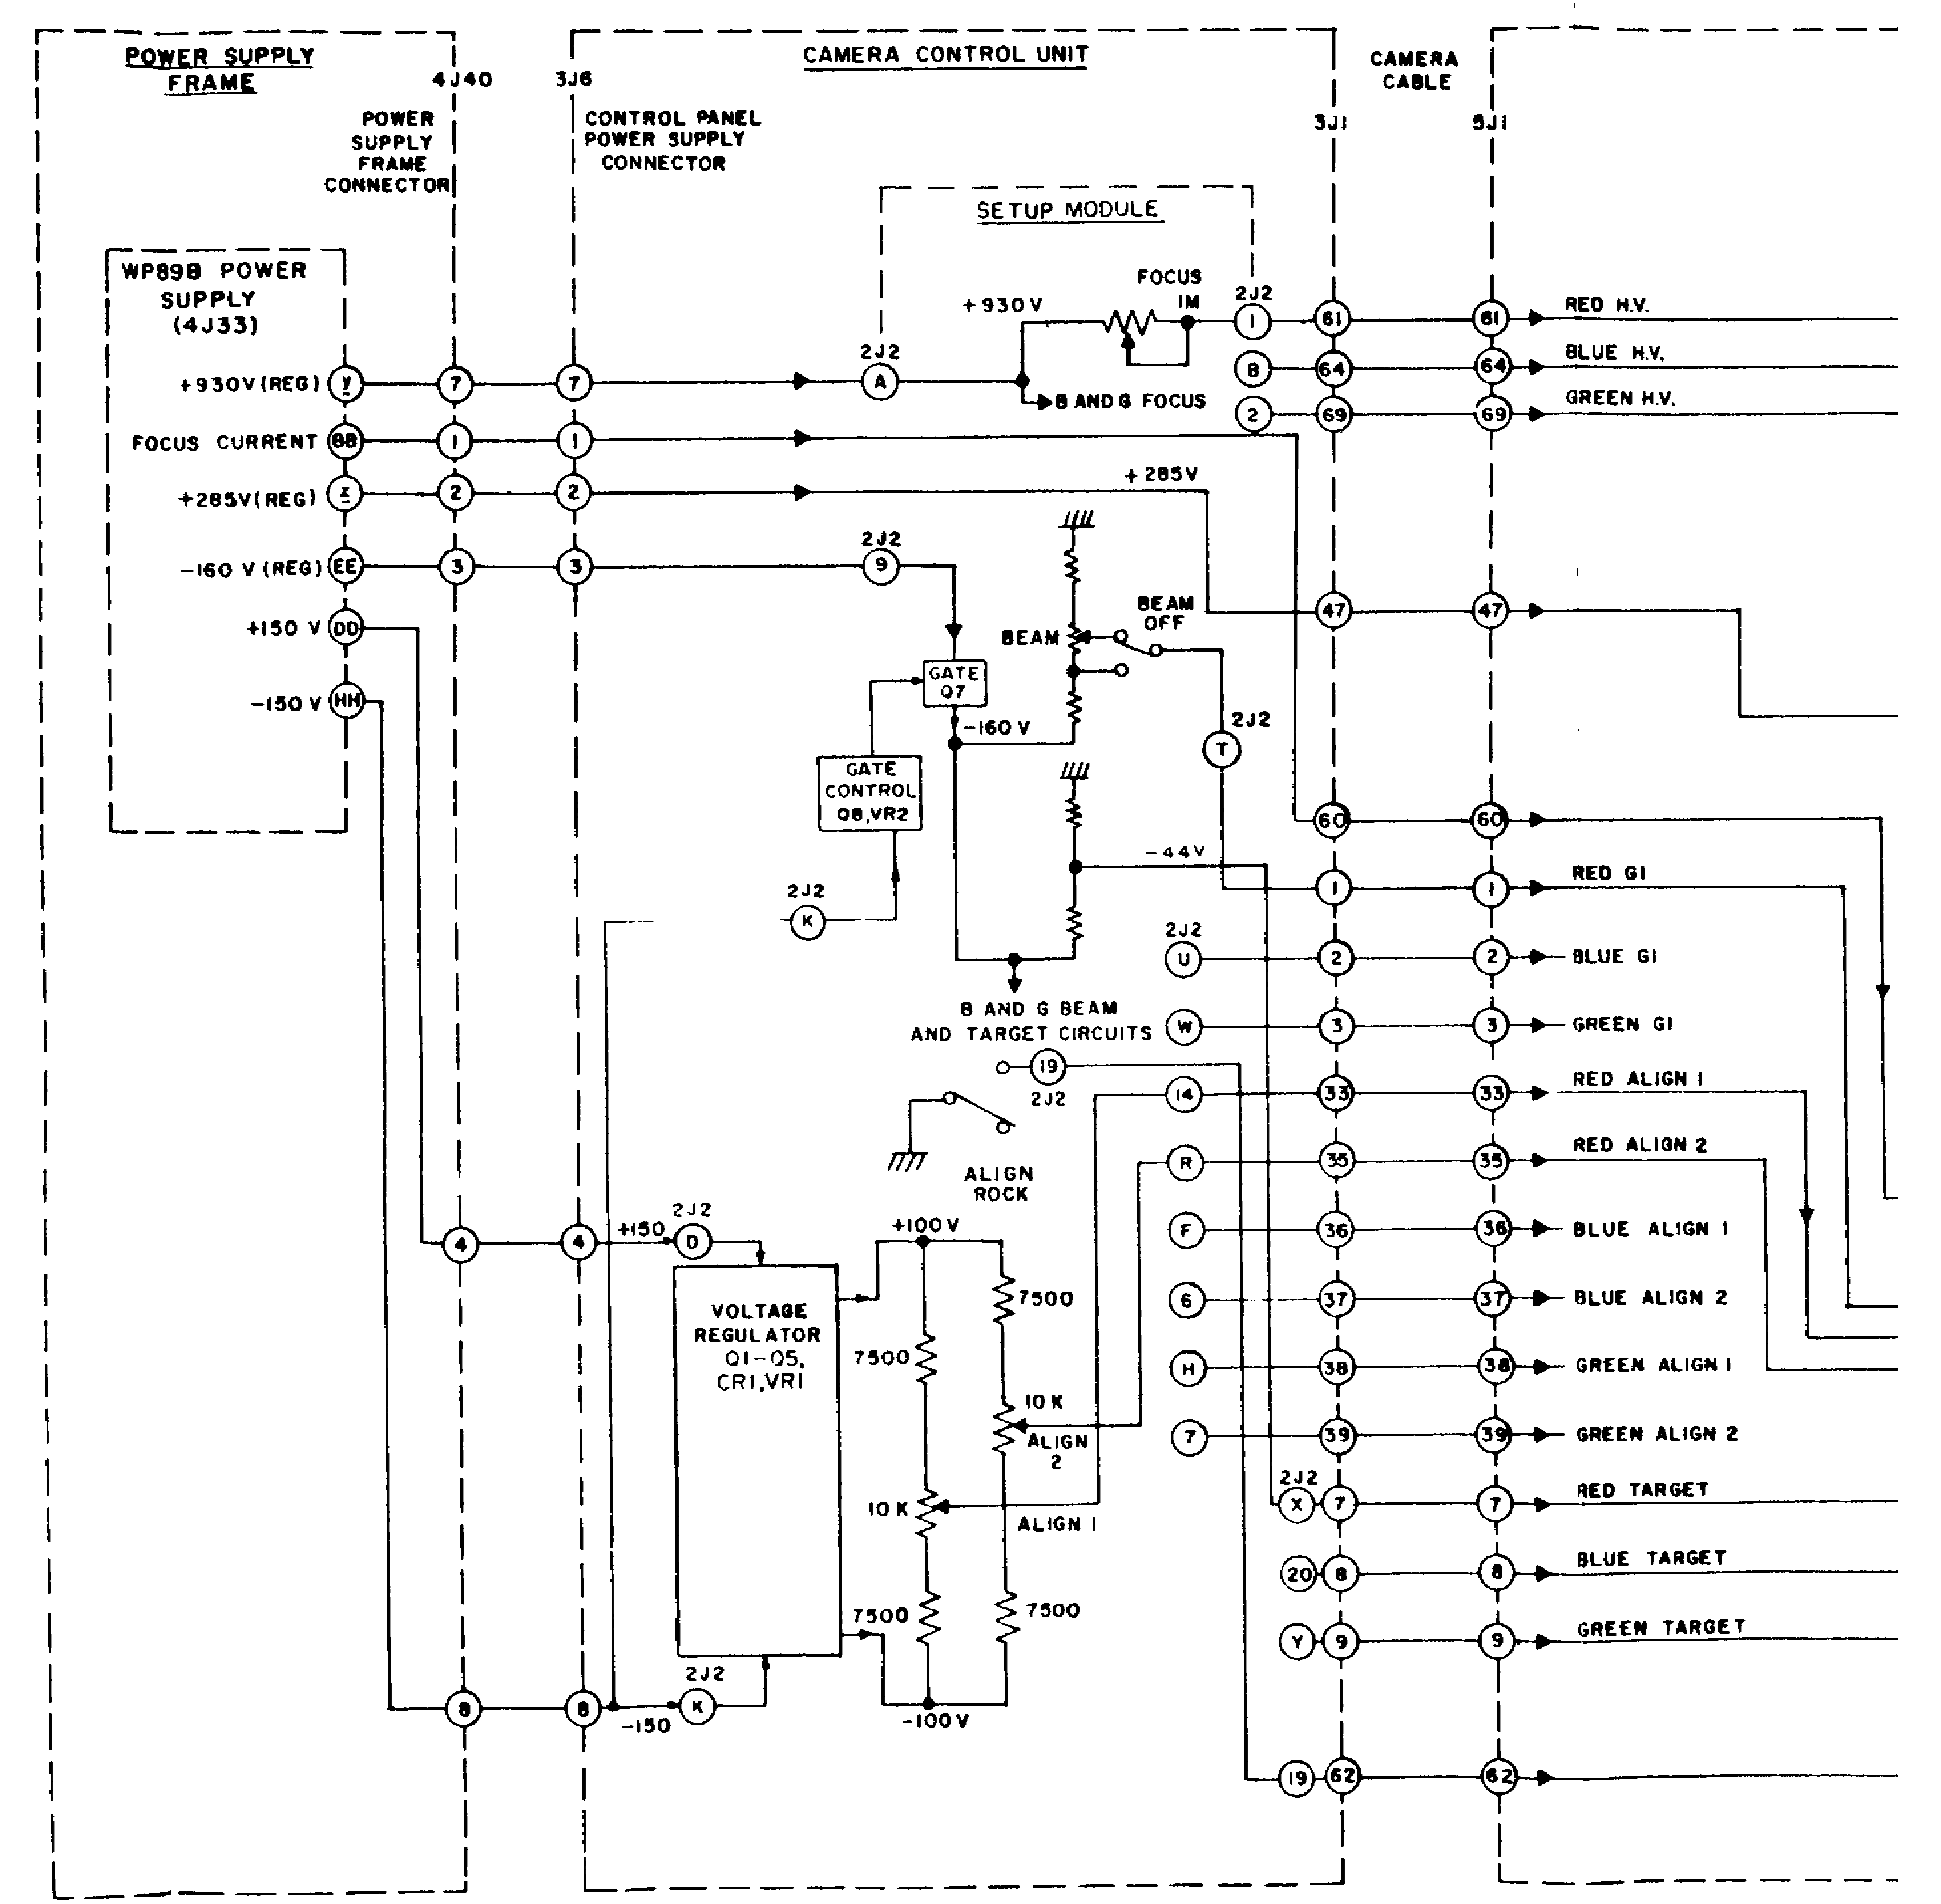 POWER SUPPLY
FRAME
4J40
POWER
SUPPLY
FRAME
CONNECTOR
3J6
CONTROL PANEL
POWER SUPPLY
CONNECTOR
CAMERA CONTROL UNIT
CAMERA
CABLE
3J1
5J1
SETUP MODULE
WP89B POWER
SUPPLY
(4J33)
+930V (REG) y 7 7
FOCUS CURRENT BB 1 1
+285V (REG) z 2 2
-160 V (REG) EE 3 3
+150 V DD
-150 V HH
2J2
A
+930V
FOCUS
1M
2J2
1 61 61 RED H.V.
B 64 64 BLUE H.V.
2 69 69 GREEN H.V.
B AND G FOCUS
+285V
2J2
9
BEAM
BEAM
OFF
47 47
GATE
Q7
-160 V
2J2
T
GATE
CONTROL
Q8,VR2
60 60
-44V
1 1 RED G1
2J2
K
2J2
U 2 2 BLUE G1
B AND G BEAM
AND TARGET CIRCUITS
W 3 3 GREEN G1
19
2J2
14 33 33 RED ALIGN 1
R 35 35 RED ALIGN 2
ALIGN
ROCK
F 36 36 BLUE ALIGN 1
6 37 37 BLUE ALIGN 2
H 38 38 GREEN ALIGN 1
7 39 39 GREEN ALIGN 2
4 4 +150
2J2
D
+100V
VOLTAGE
REGULATOR
Q1-Q5,
CR1,VR1
7500
7500
10 K
ALIGN
2
10 K
ALIGN 1
7500
7500
2J2
X 7 7 RED TARGET
20 8 8 BLUE TARGET
Y 9 9 GREEN TARGET
8 8 -150
2J2
K
-100V
19 62 62